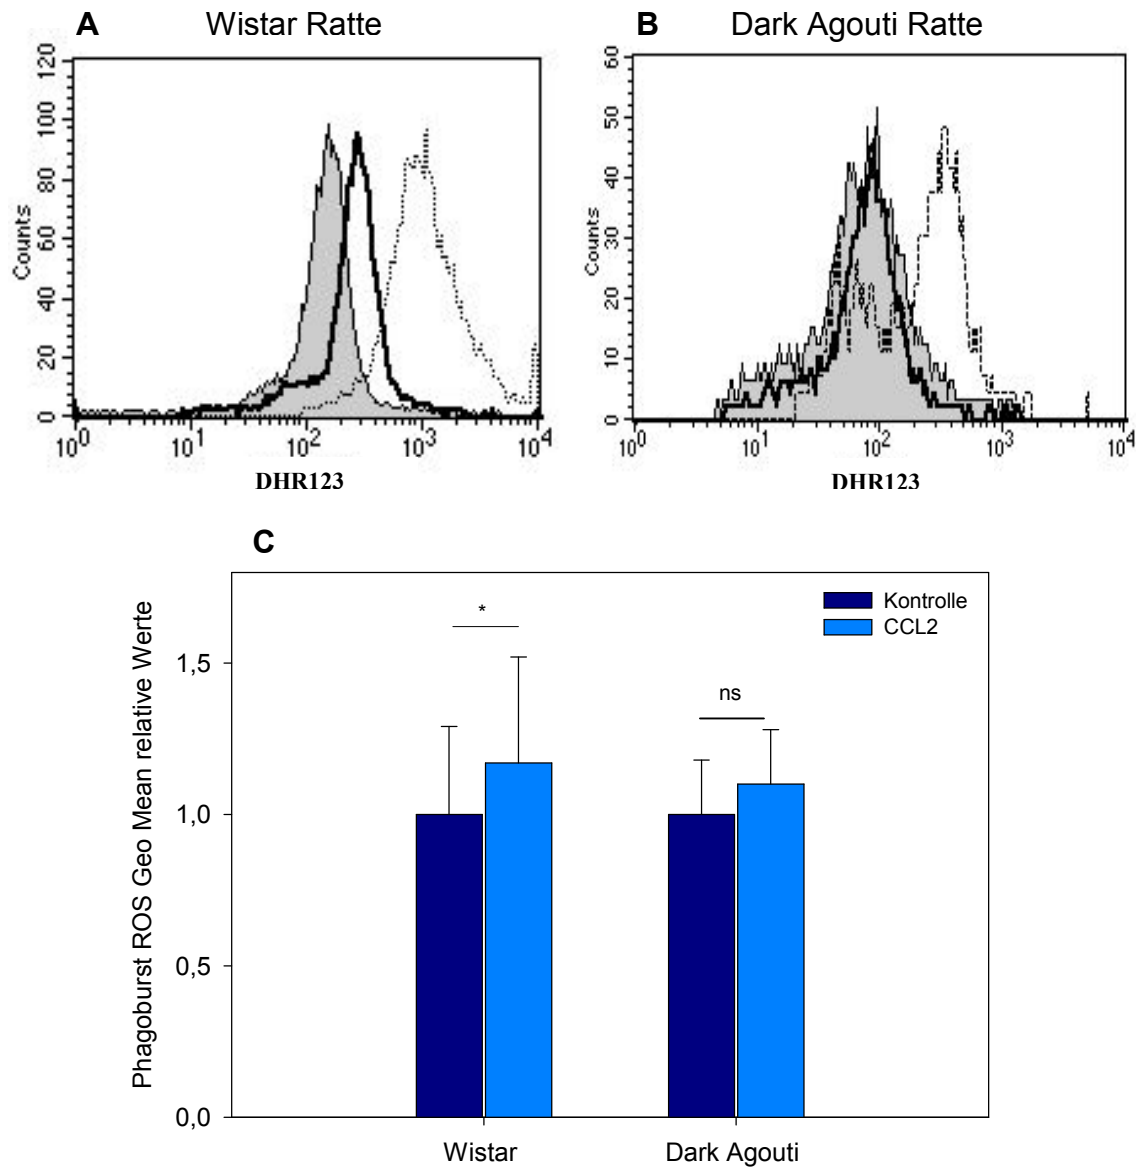 A Wistar Ratte
B Dark Agouti Ratte
120
100
80
60
40
20
0
Counts
10^0 10^1 10^2 10^3 10^4
DHR123
60
50
40
30
20
10
0
Counts
10^0 10^1 10^2 10^3 10^4
DHR123
C
Phagoburst ROS Geo Mean relative Werte
1,5
1,0
0,5
0,0
*
ns
Kontrolle
CCL2
Wistar Dark Agouti